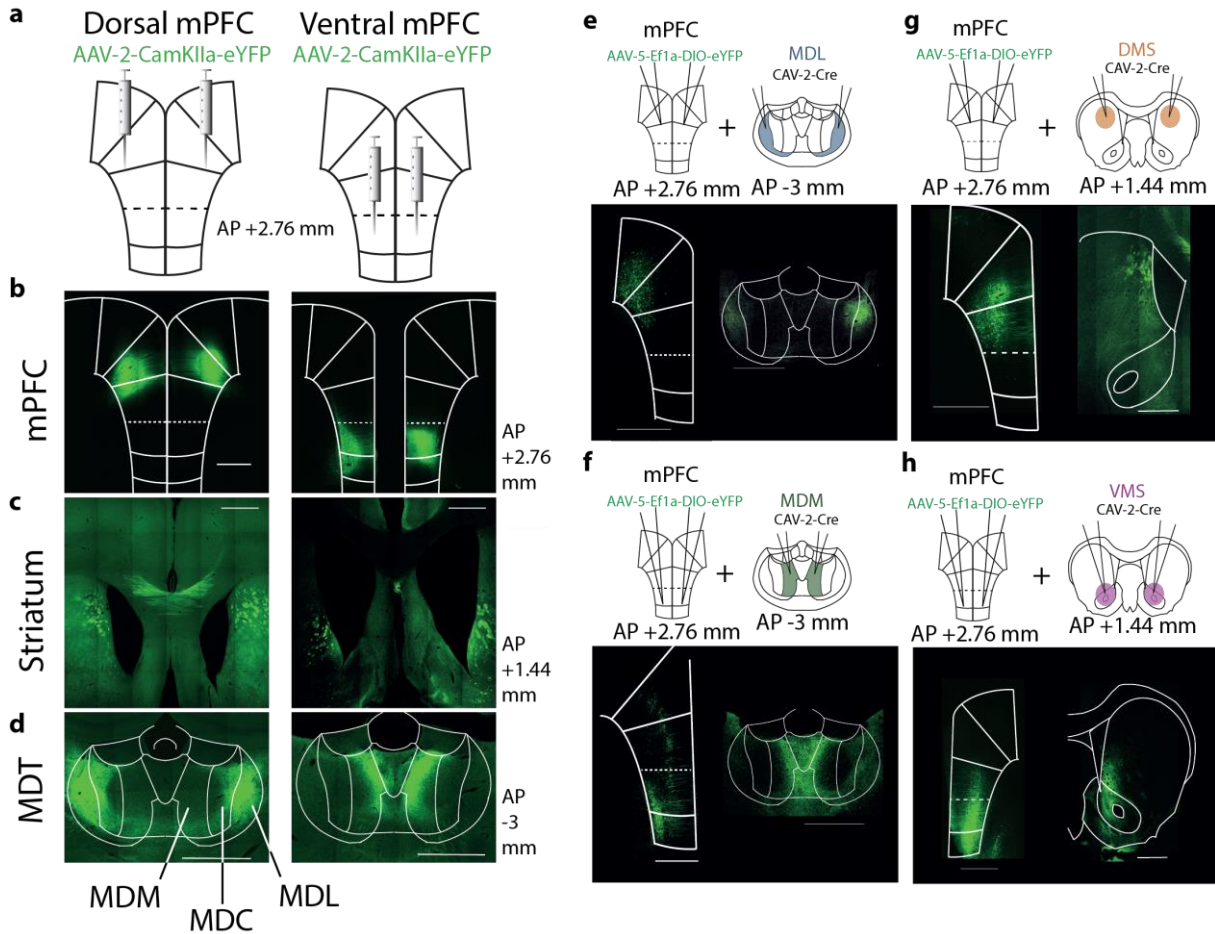 a
Dorsal mPFC
AAV-2-CamKIIa-eYFP
Ventral mPFC
AAV-2-CamKIIa-eYFP
AP +2.76 mm
b
mPFC
AP
+2.76
mm
c
Striatum
AP
+1.44
mm
d
MDT
AP
-3
mm
MDM
MDC
MDL
e
mPFC
AAV-5-Ef1a-DIO-eYFP
MDL
CAV-2-Cre
+
AP +2.76 mm
AP -3 mm
f
mPFC
AAV-5-Ef1a-DIO-eYFP
MDM
CAV-2-Cre
+
AP +2.76 mm
AP -3 mm
g
mPFC
AAV-5-Ef1a-DIO-eYFP
DMS
CAV-2-Cre
+
AP +2.76 mm
AP +1.44 mm
h
mPFC
AAV-5-Ef1a-DIO-eYFP
VMS
CAV-2-Cre
+
AP +2.76 mm
AP +1.44 mm